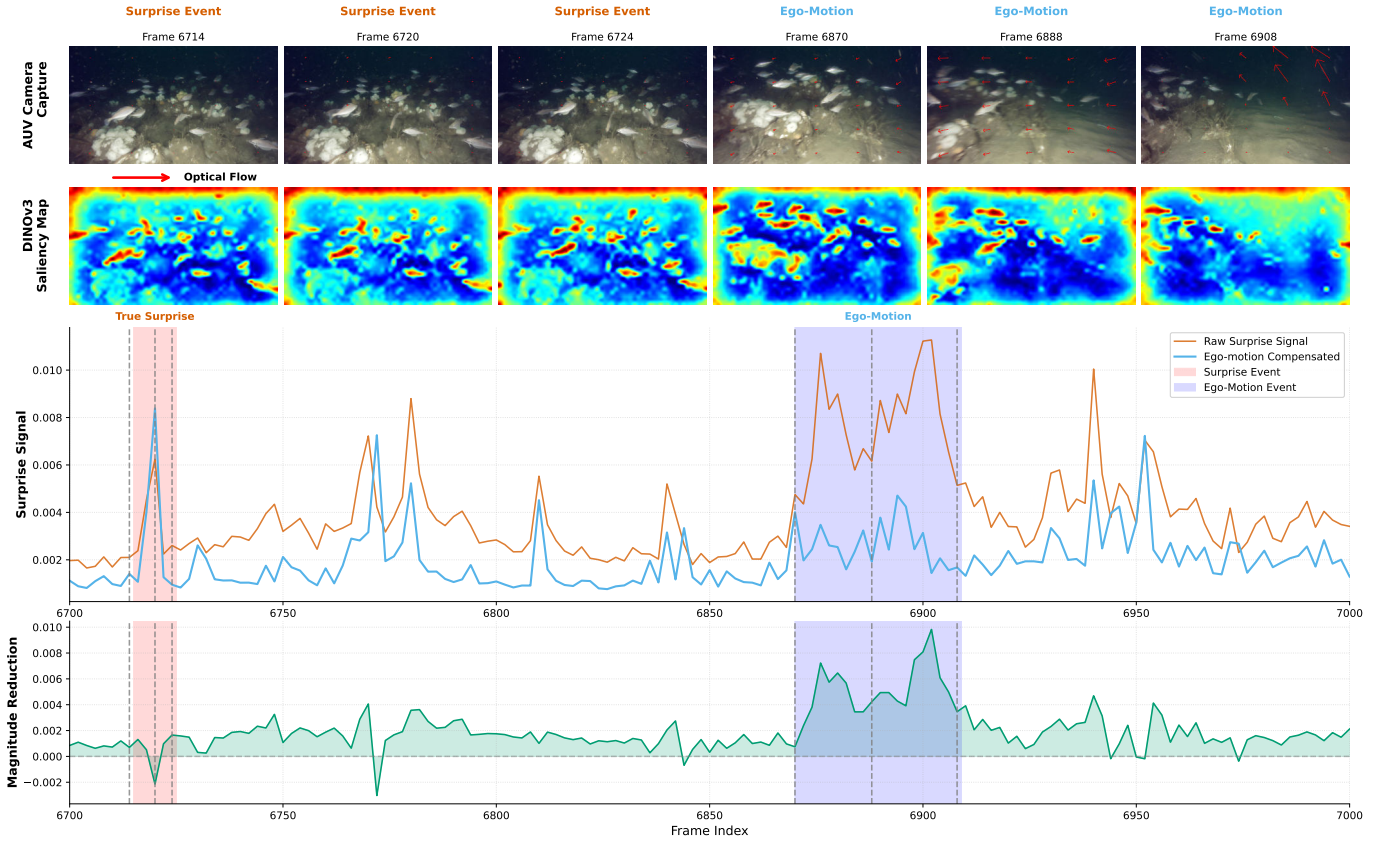 Surprise Event Surprise Event Surprise Event Ego-Motion Ego-Motion Ego-Motion
Frame 6714 Frame 6720 Frame 6724 Frame 6870 Frame 6888 Frame 6908
AUV Camera
Capture
Optical Flow
DINOv3
Saliency Map
True Surprise Ego-Motion
Raw Surprise Signal
Ego-motion Compensated
Surprise Event
Ego-Motion Event
Surprise Signal
0.010
0.008
0.006
0.004
0.002
6700 6750 6800 6850 6900 6950 7000
Magnitude Reduction
0.010
0.008
0.006
0.004
0.002
0.000
−0.002
6700 6750 6800 6850 6900 6950 7000
Frame Index